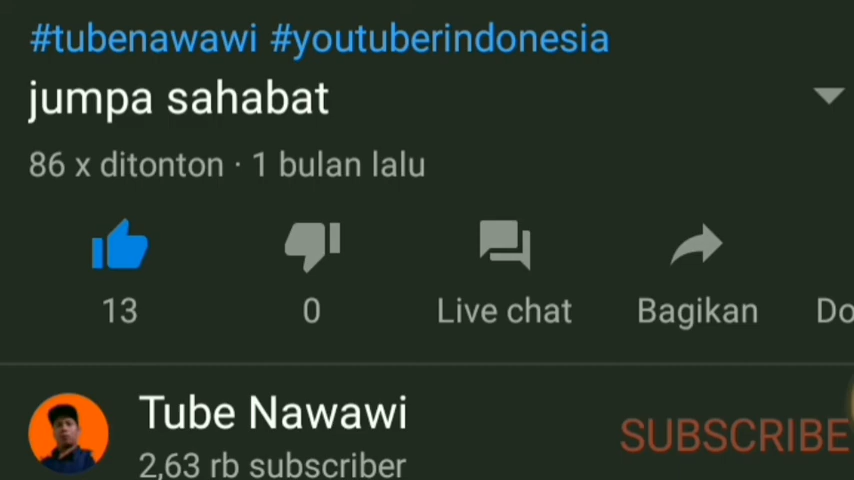 #tubenawawi #youtuberindonesia
jumpa sahabat
86 x ditonton · 1 bulan lalu
13
0
Live chat
Bagikan
Do
Tube Nawawi
SUBSCRIBE
2,63 rb subscriber